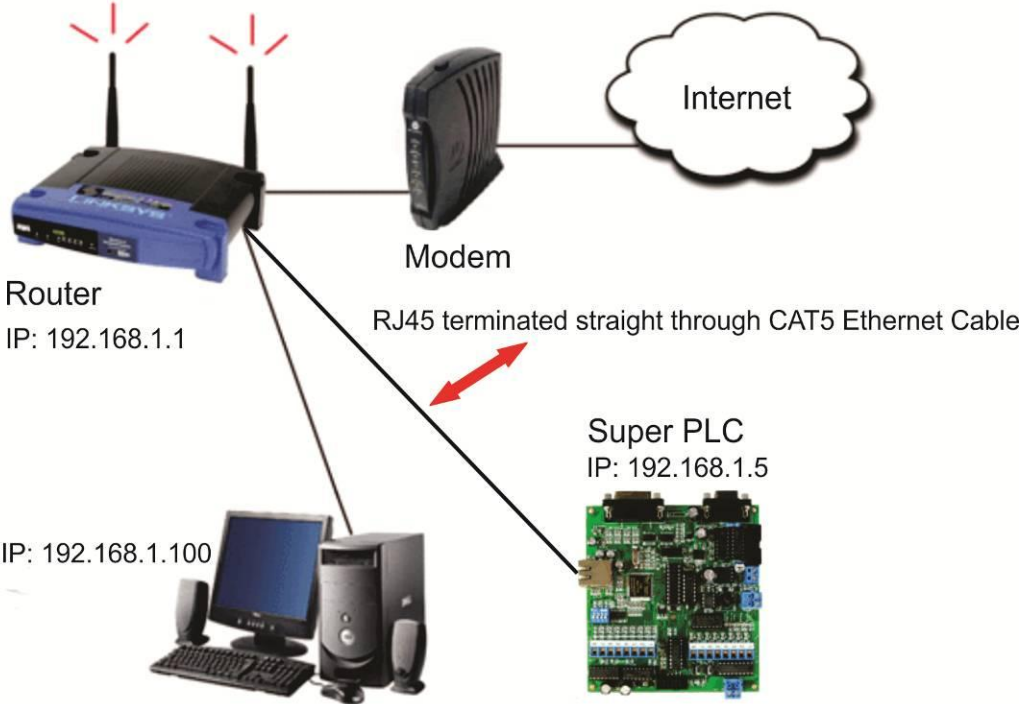 Internet
LINKSYS
Modem
Router
IP: 192.168.1.1
RJ45 terminated straight through CAT5 Ethernet Cable
Super PLC
IP: 192.168.1.5
IP: 192.168.1.100